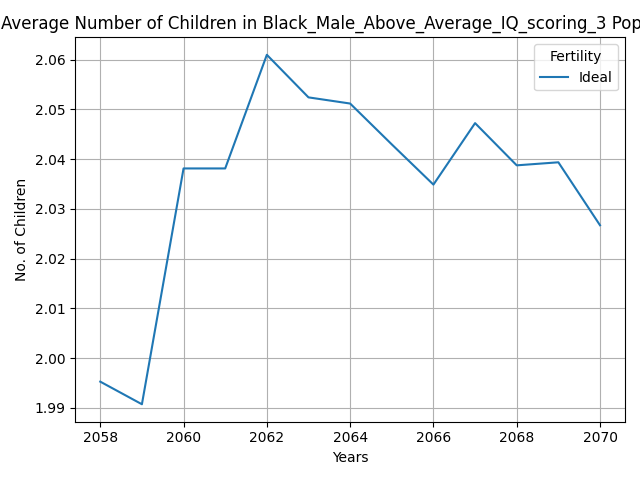 Average Number of Children in Black_Male_Above_Average_IQ_scoring_3 Pop
Fertility
Ideal
2.06
2.05
2.04
2.03
2.02
2.01
2.00
1.99
No. of Children
2058 2060 2062 2064 2066 2068 2070
Years